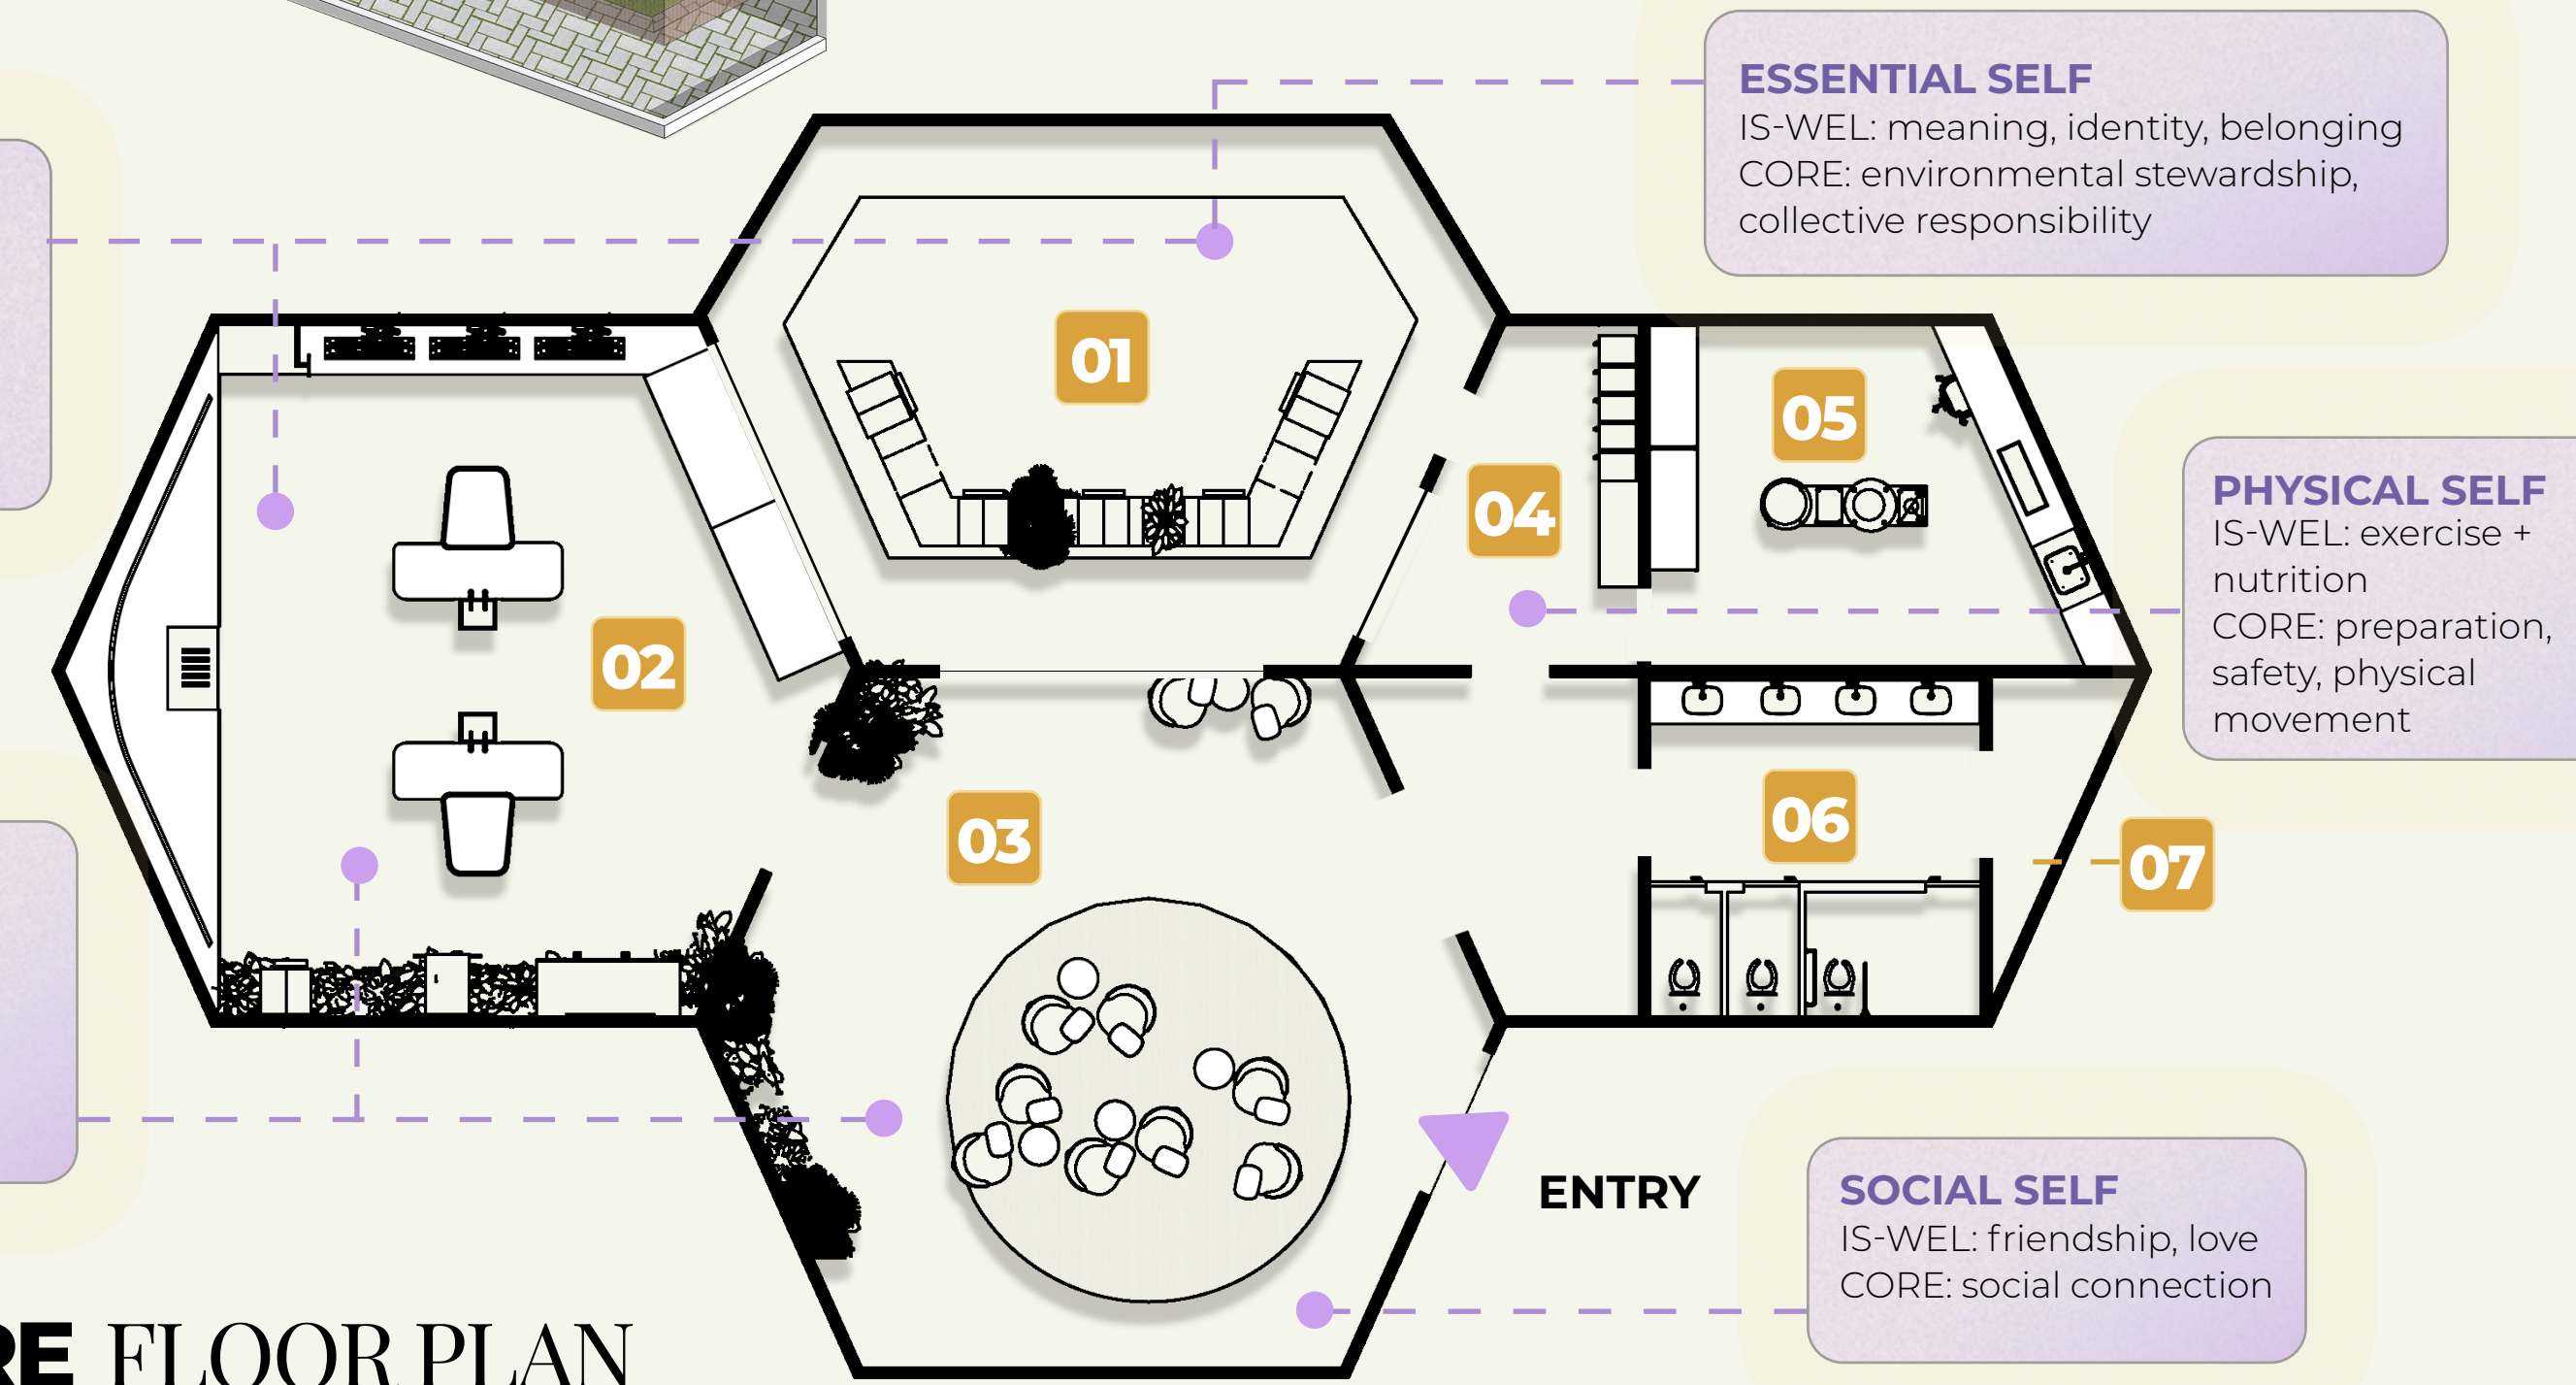 ESSENTIAL SELF
IS-WEL: meaning, identity, belonging
CORE: environmental stewardship,
collective responsibility
01
05
04
PHYSICAL SELF
IS-WEL: exercise +
nutrition
CORE: preparation,
safety, physical
movement
02
03
06
07
ENTRY
SOCIAL SELF
IS-WEL: friendship, love
CORE: social connection
RE FLOOR PLAN